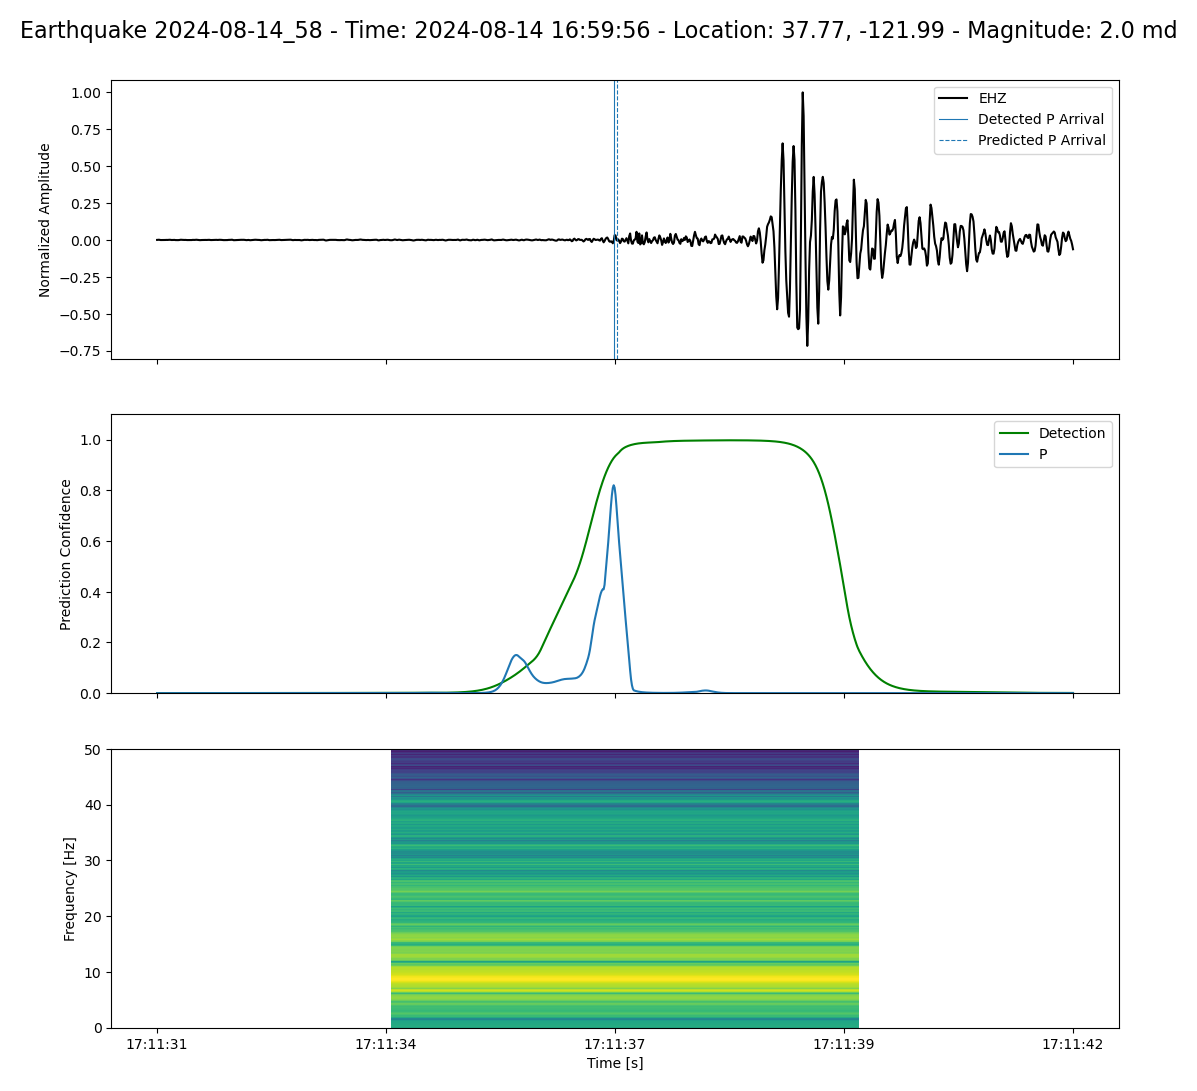 Earthquake 2024-08-14_58 - Time: 2024-08-14 16:59:56 - Location: 37.77, -121.99 - Magnitude: 2.0 md
Normalized Amplitude
1.00
0.75
0.50
0.25
0.00
−0.25
−0.50
−0.75
EHZ
Detected P Arrival
Predicted P Arrival
Prediction Confidence
1.0
0.8
0.6
0.4
0.2
0.0
Detection
P
Frequency [Hz]
50
40
30
20
10
0
17:11:31
17:11:34
17:11:37
17:11:39
17:11:42
Time [s]